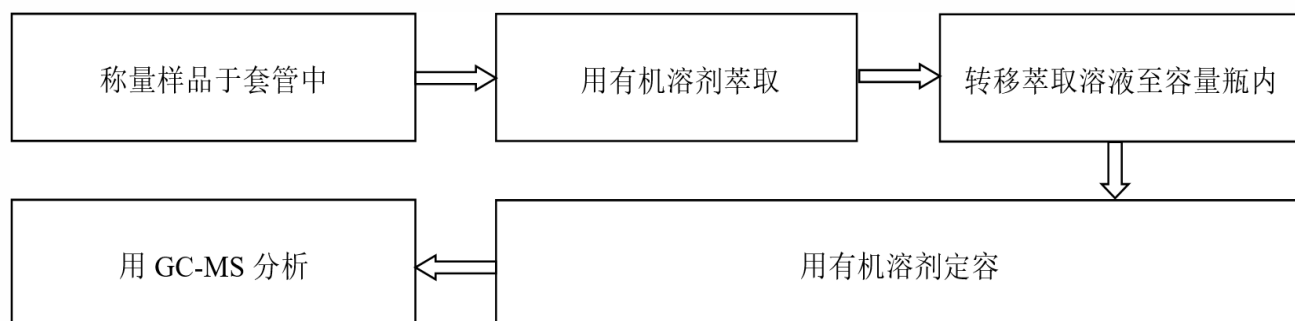 称量样品于套管中
用有机溶剂萃取
转移萃取溶液至容量瓶内
用有机溶剂定容
用 GC-MS 分析